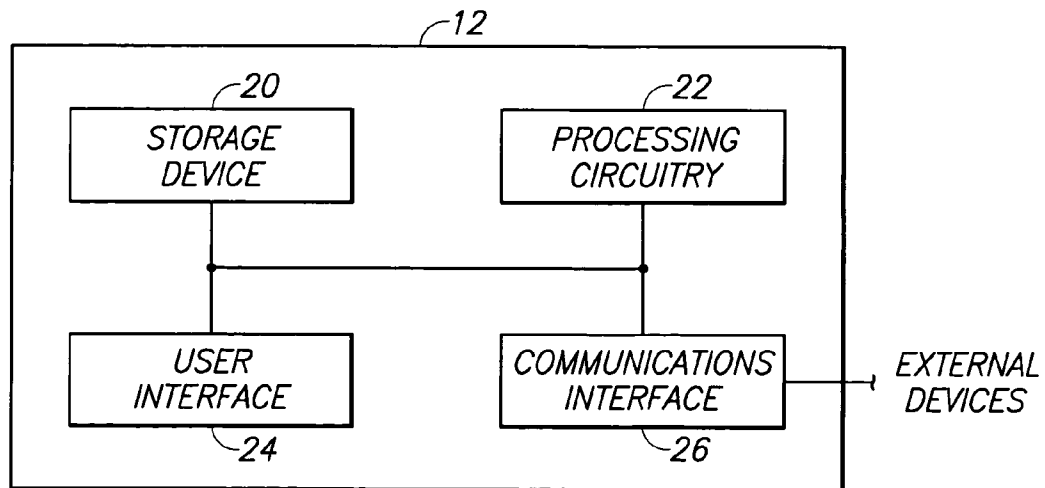 12
20
22
STORAGE
DEVICE
PROCESSING
CIRCUITRY
USER
INTERFACE
COMMUNICATIONS
INTERFACE
EXTERNAL
DEVICES
24
26